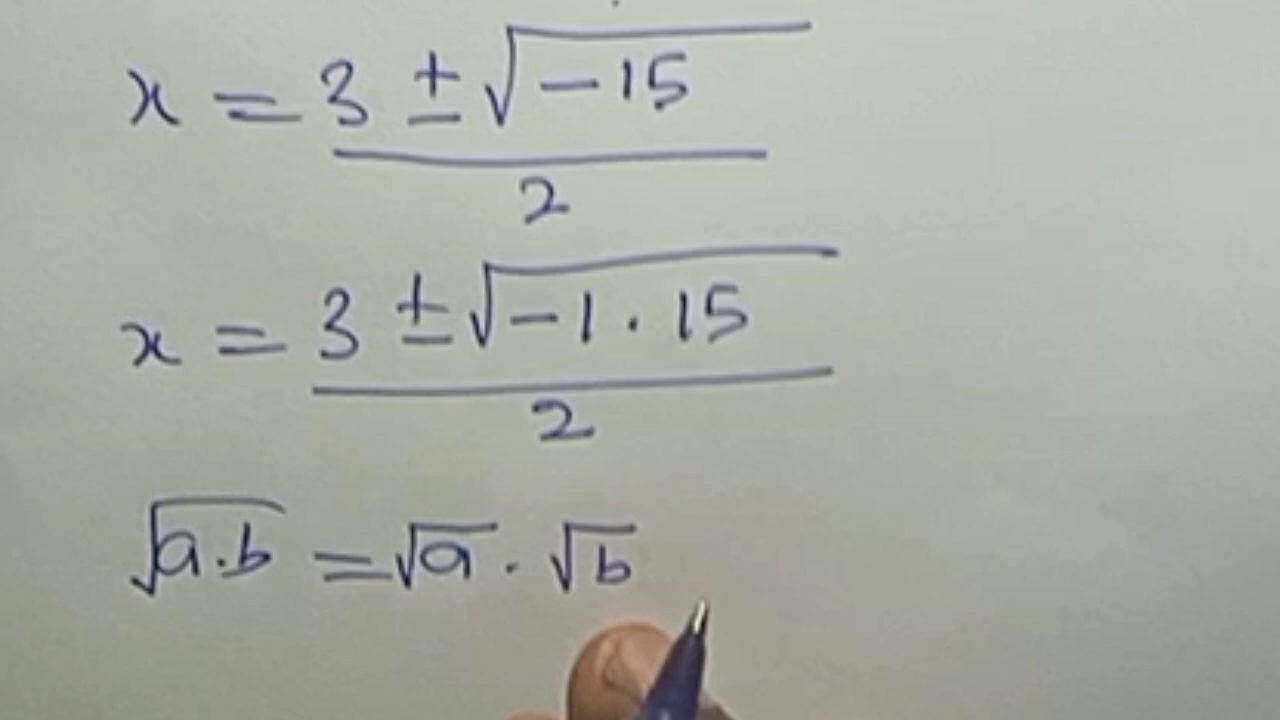 x = 3 ± √-15
2
x = 3 ± √-1 · 15
2
√a.b = √a . √b